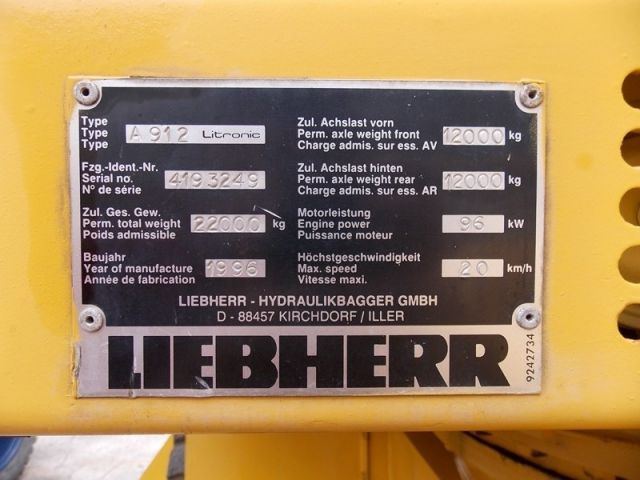 Type
Type A 912 Litronic
Type
Fzg.-Ident.-Nr.
Serial no. 419 3249
N° de série
Zul. Ges. Gew.
Perm. total weight 22000 kg
Poids admissible
Baujahr
Year of manufacture 1996
Année de fabrication
Zul. Achslast vorn
Perm. axle weight front 12000 kg
Charge admis. sur ess. AV
Zul. Achslast hinten
Perm. axle weight rear 12000 kg
Charge admis. sur ess. AR
Motorleistung
Engine power 96 kW
Puissance moteur
Höchstgeschwindigkeit
Max. speed 20 km/h
Vitesse maxi.
LIEBHERR - HYDRAULIKBAGGER GMBH
D - 88457 KIRCHDORF / ILLER
LIEBHERR
9242734